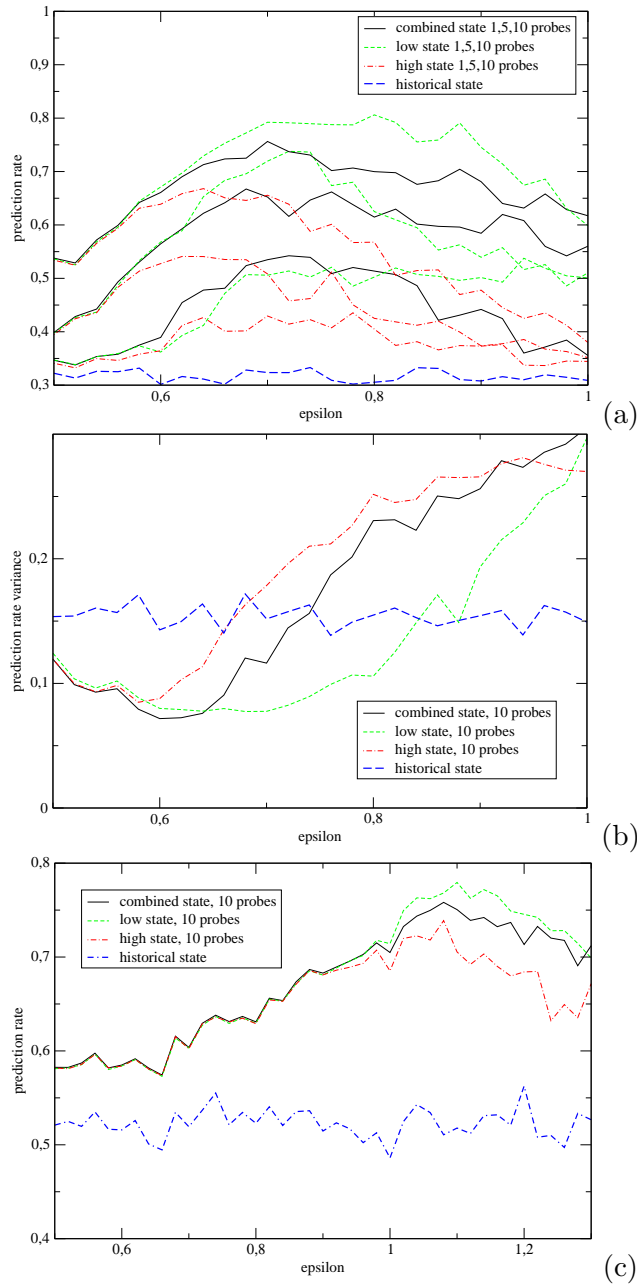 1
0,9
0,8
0,7
0,6
0,5
0,4
0,3
prediction rate
combined state 1,5,10 probes
low state 1,5,10 probes
high state 1,5,10 probes
historical state
0,6
0,8
1
epsilon
(a)
0,2
0,1
0
prediction rate variance
combined state, 10 probes
low state, 10 probes
high state, 10 probes
historical state
0,6
0,8
1
epsilon
(b)
0,8
0,7
0,6
0,5
0,4
prediction rate
combined state, 10 probes
low state, 10 probes
high state, 10 probes
historical state
0,6
0,8
1
1,2
epsilon
(c)